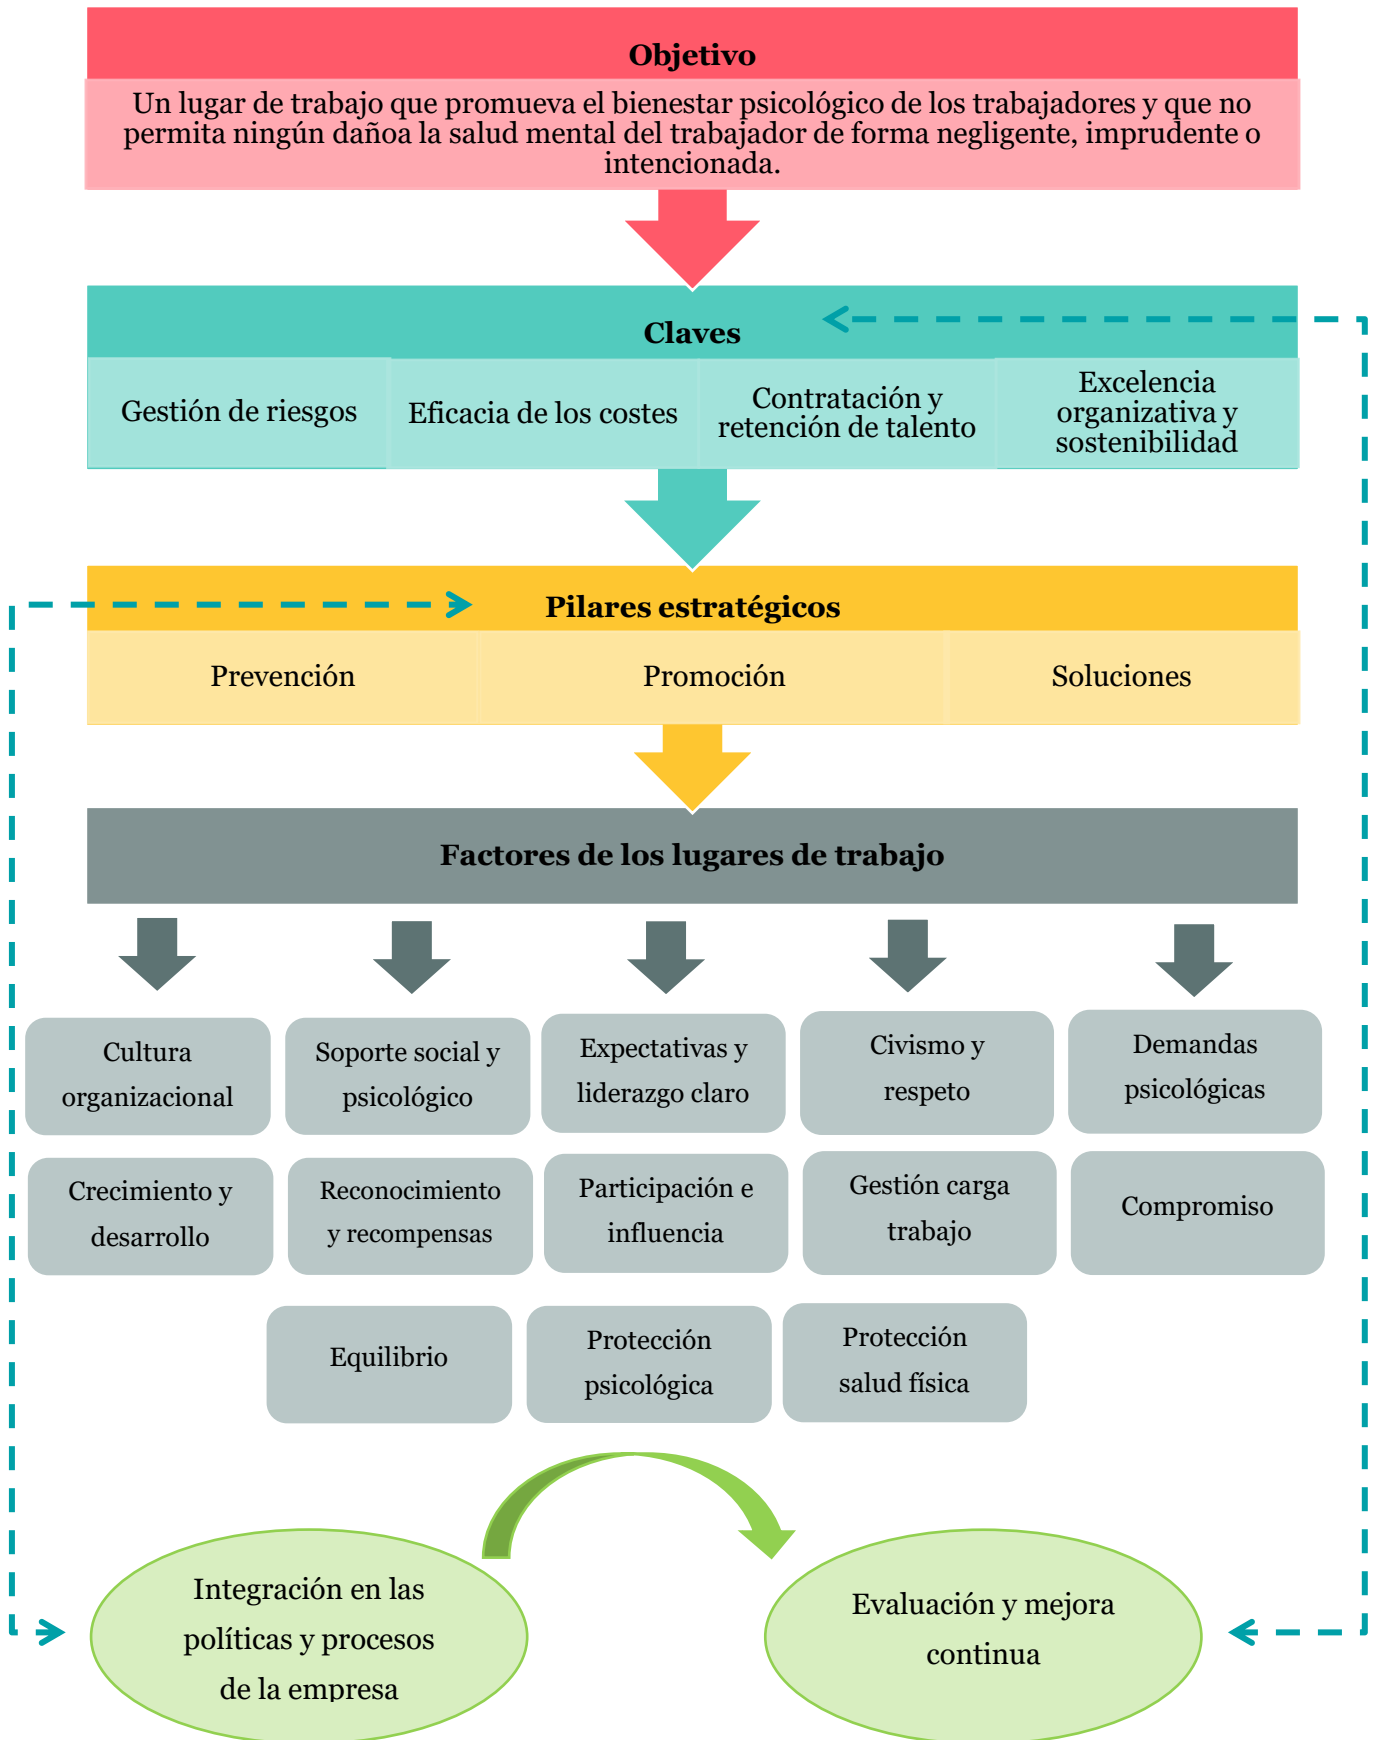 Objetivo
Un lugar de trabajo que promueva el bienestar psicológico de los trabajadores y que no
permita ningún dañoa la salud mental del trabajador de forma negligente, imprudente o
intencionada.
Claves
Gestión de riesgos
Eficacia de los costes
Contratación y
retención de talento
Excelencia
organizativa y
sostenibilidad
Pilares estratégicos
Prevención
Promoción
Soluciones
Factores de los lugares de trabajo
Cultura
organizacional
Soporte social y
psicológico
Expectativas y
liderazgo claro
Civismo y
respeto
Demandas
psicológicas
Crecimiento y
desarrollo
Reconocimiento
y recompensas
Participación e
influencia
Gestión carga
trabajo
Compromiso
Equilibrio
Protección
psicológica
Protección
salud física
Integración en las
políticas y procesos
de la empresa
Evaluación y mejora
continua